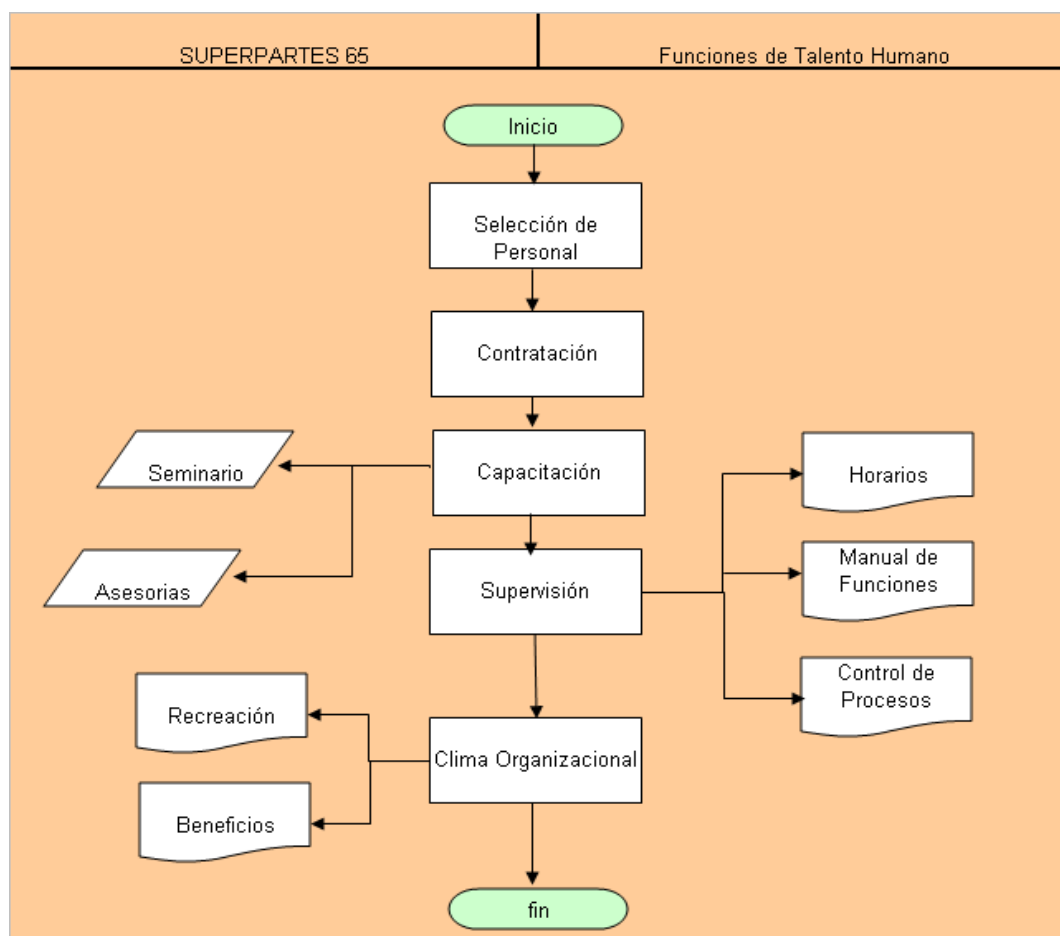 SUPERPARTES 65
Funciones de Talento Humano
Inicio
Selección de
Personal
Contratación
Capacitación
Seminario
Asesorias
Horarios
Supervisión
Manual de
Funciones
Control de
Procesos
Clima Organizacional
Recreación
Beneficios
fin